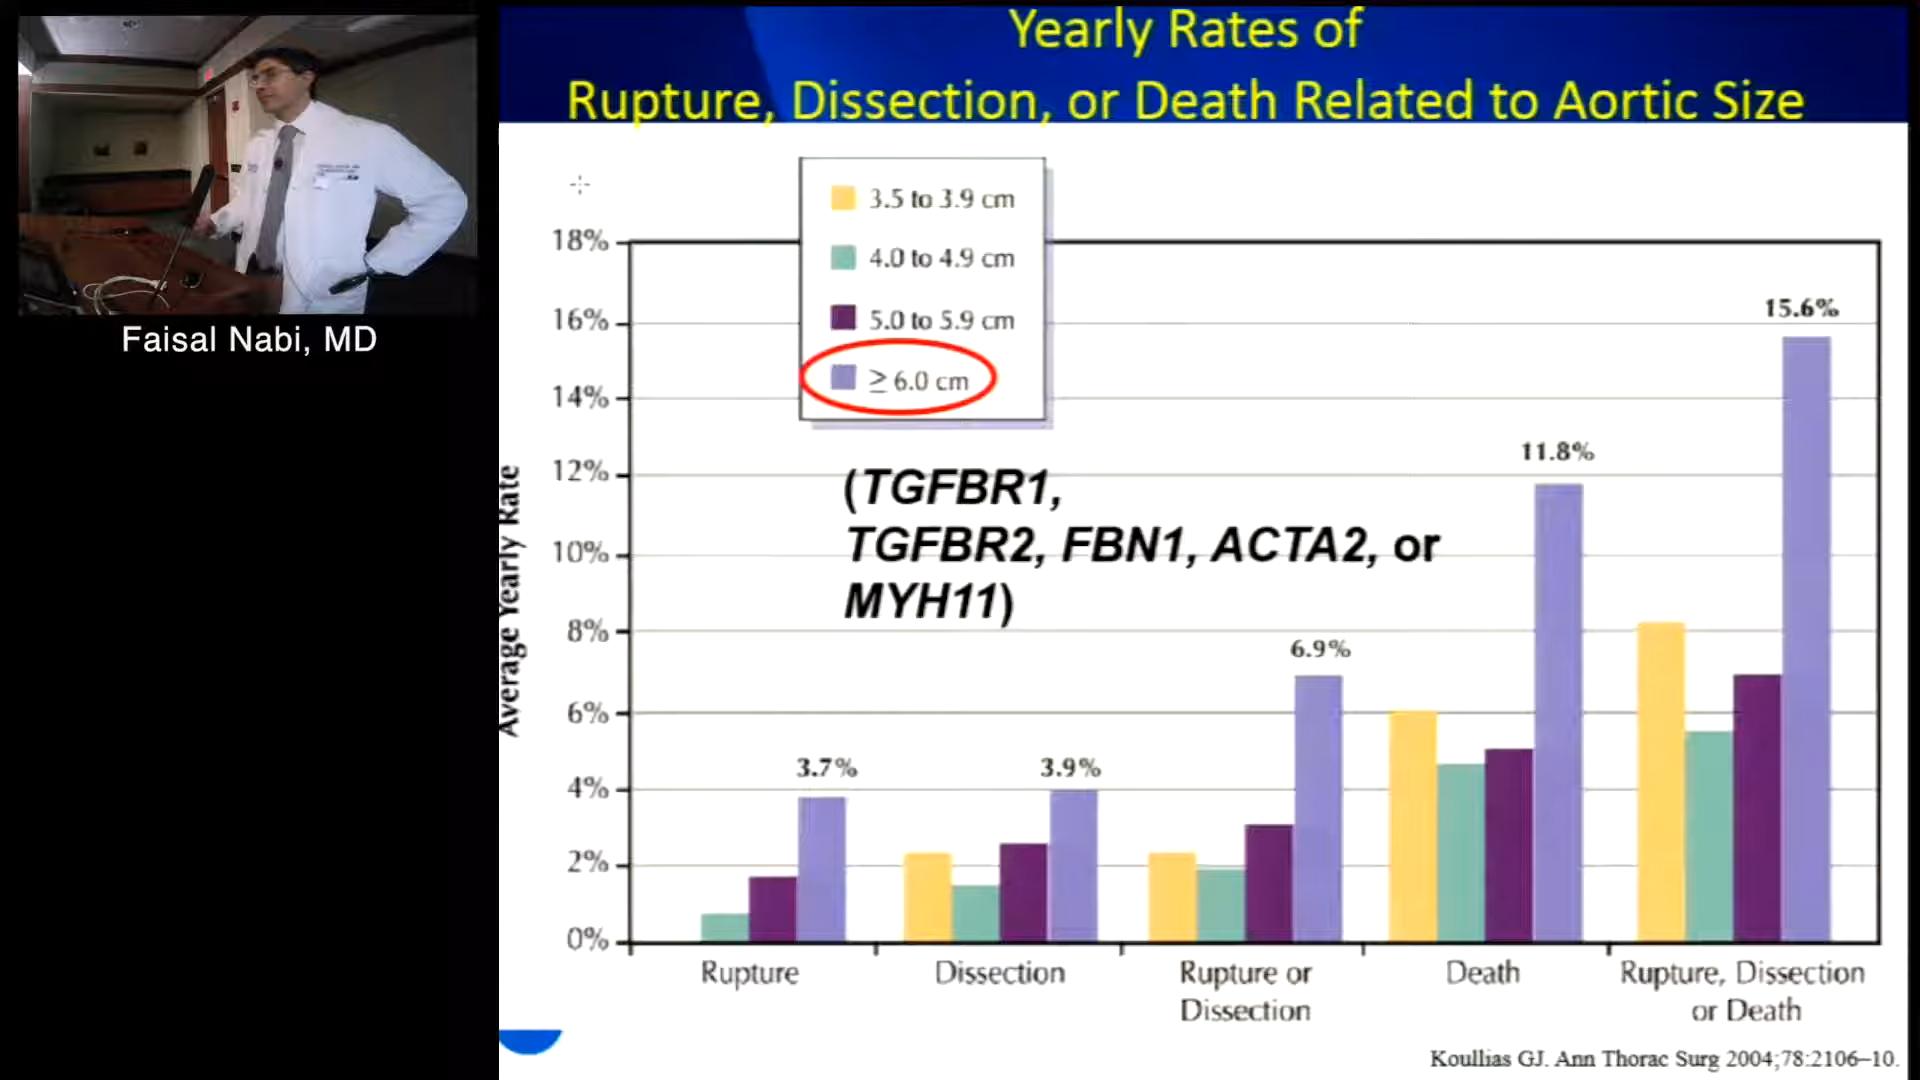 Yearly Rates of
Rupture, Dissection, or Death Related to Aortic Size
Faisal Nabi, MD
3.5 to 3.9 cm
4.0 to 4.9 cm
5.0 to 5.9 cm
≥ 6.0 cm
(TGFBR1,
TGFBR2, FBN1, ACTA2, or
MYH11)
Average Yearly Rate
18%
16%
14%
12%
10%
8%
6%
4%
2%
0%
3.7%
3.9%
6.9%
11.8%
15.6%
Rupture
Dissection
Rupture or
Dissection
Death
Rupture, Dissection
or Death
Koullias GJ. Ann Thorac Surg 2004;78:2106–10.